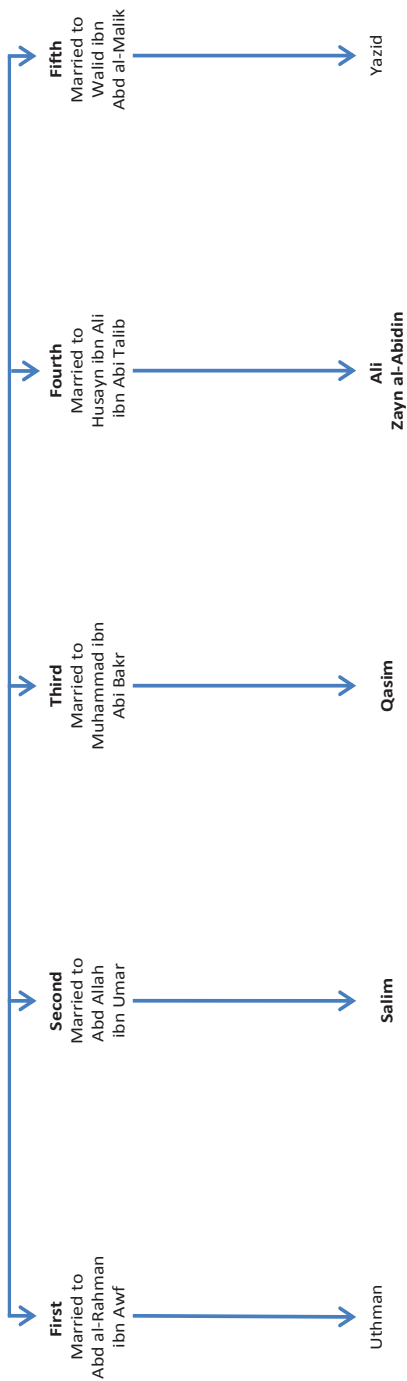 First
Married to
Abd al-Rahman
ibn Awf
Uthman
Second
Married to
Abd Allah
ibn Umar
Salim
Third
Married to
Muhammad ibn
Abi Bakr
Qasim
Fourth
Married to
Husayn ibn Ali
ibn Abi Talib
Ali
Zayn al-Abidin
Fifth
Married to
Walid ibn
Abd al-Malik
Yazid